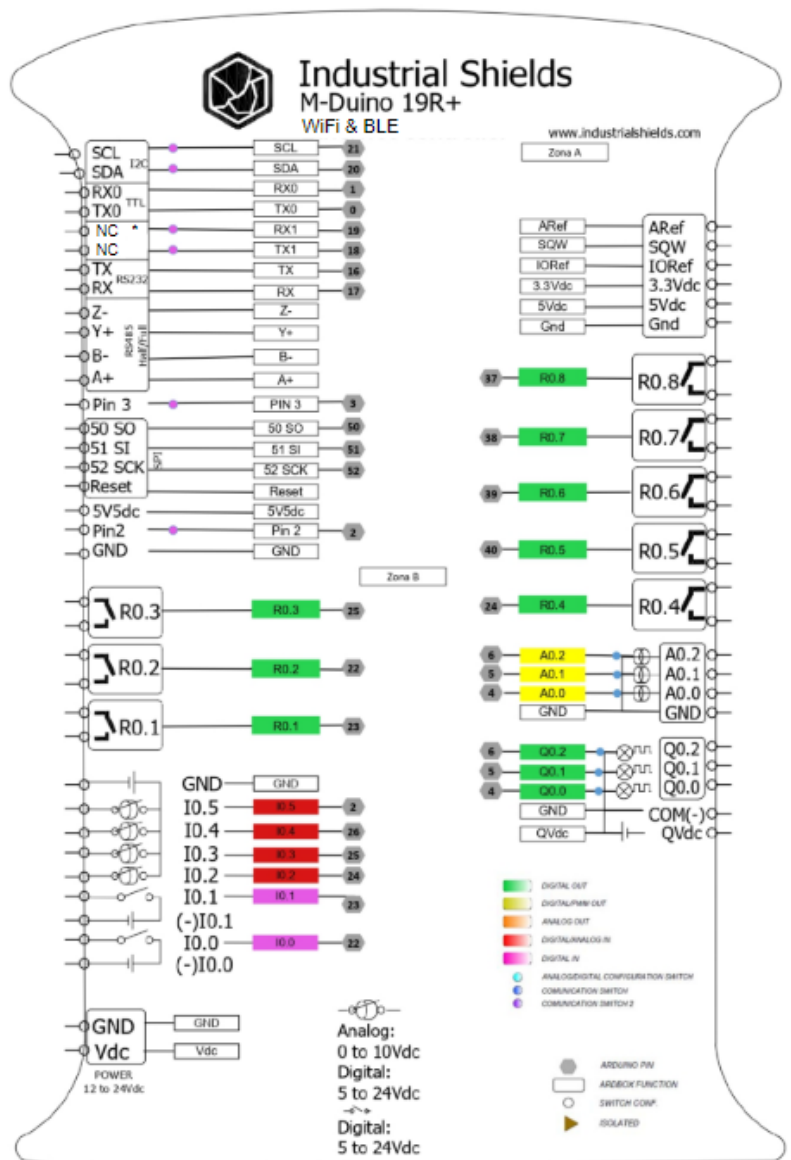 Industrial Shields
M-Duino 19R+
WiFi & BLE
www.industrialshields.com
Zona A
SCL SCL 21
I2C
SDA SDA 20
RX0 RX0 1
TTL
TX0 TX0 0
NC * RX1 19
NC TX1 18
TX TX 16
RS232
RX RX 17
Z- Z-
Y+ Y+
RS485
Half/Full
B- B-
A+ A+
Pin 3 PIN 3 3
50 SO 50 SO 50
51 SI 51 SI 51
52 SCK 52 SCK 52
SPI
Reset Reset
5V5dc 5V5dc
Pin2 Pin 2 2
GND GND
ARef ARef
SQW SQW
IORef IORef
3.3Vdc 3.3Vdc
5Vdc 5Vdc
Gnd Gnd
37 R0.8 R0.8
38 R0.7 R0.7
39 R0.6 R0.6
40 R0.5 R0.5
24 R0.4 R0.4
Zona B
R0.3 R0.3 25
R0.2 R0.2 22
R0.1 R0.1 23
6 A0.2 A0.2
5 A0.1 A0.1
4 A0.0 A0.0
GND GND
6 Q0.2 Q0.2
5 Q0.1 Q0.1
4 Q0.0 Q0.0
GND COM(-)
QVdc QVdc
GND GND
I0.5 I0.5 2
I0.4 I0.4 26
I0.3 I0.3 25
I0.2 I0.2 24
I0.1 I0.1 23
(-)I0.1
I0.0 I0.0 22
(-)I0.0
GND GND
Vdc Vdc
POWER
12 to 24Vdc
Analog:
0 to 10Vdc
Digital:
5 to 24Vdc
Digital:
5 to 24Vdc
DIGITAL OUT
DIGITAL/PWM OUT
ANALOG OUT
DIGITAL/ANALOG IN
DIGITAL IN
ANALOG/DIGITAL CONFIGURATION SWITCH
COMUNICATION SWITCH
COMUNICATION SWITCH 2
ARDUINO PIN
ARDBOX FUNCTION
SWITCH CONF.
ISOLATED